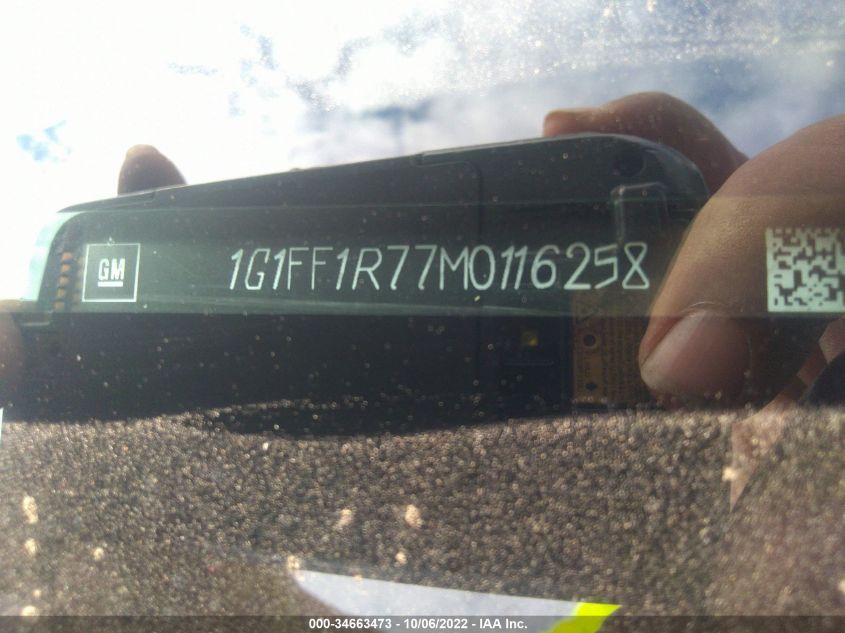 GM
1G1FF1R77M0116258
000-34663473 - 10/06/2022 - IAA Inc.